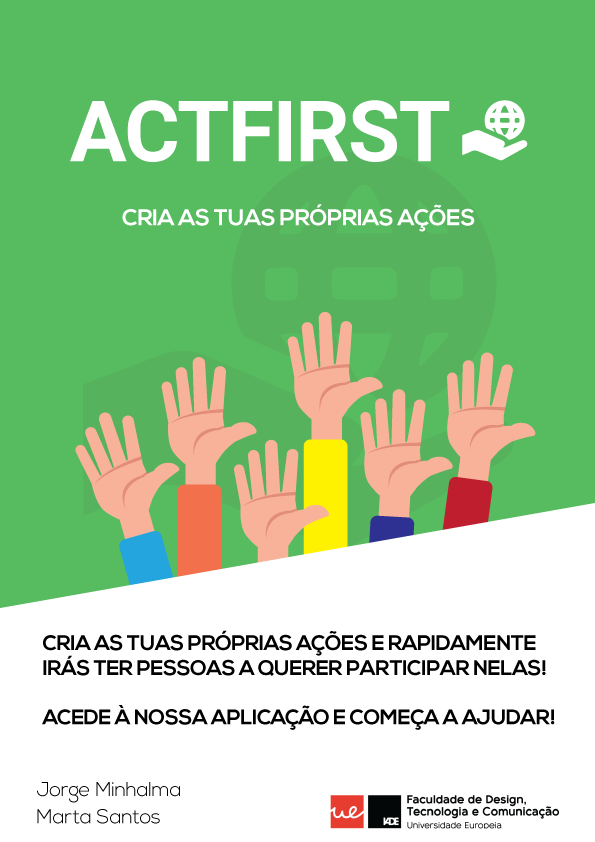 ACTFIRST
CRIA AS TUAS PRÓPRIAS AÇÕES
CRIA AS TUAS PRÓPRIAS AÇÕES E RAPIDAMENTE
IRÁS TER PESSOAS A QUERER PARTICIPAR NELAS!
ACEDE À NOSSA APLICAÇÃO E COMEÇA A AJUDAR!
Jorge Minhalma
Marta Santos
ue
IADE
Faculdade de Design,
Tecnologia e Comunicação
Universidade Europeia